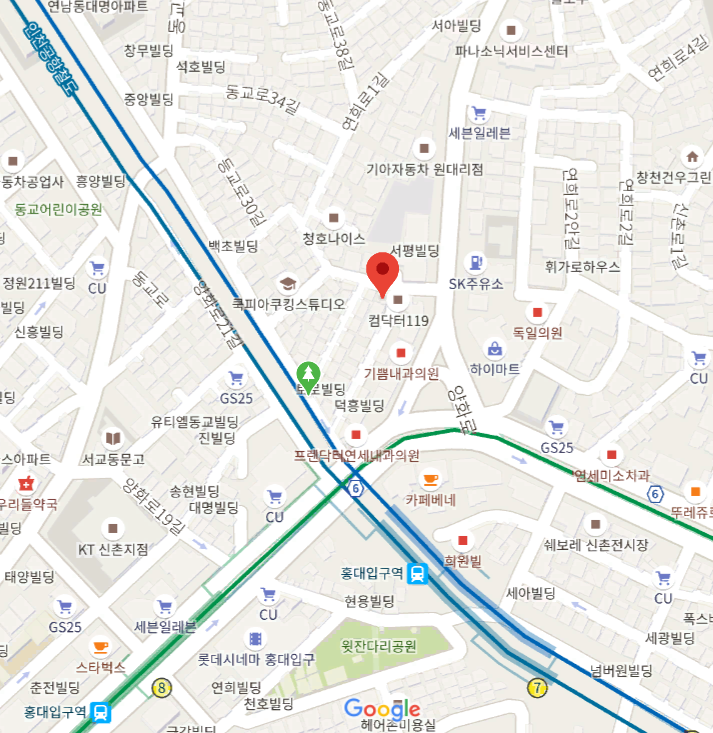 연남동대명아파트
서아빌딩
창무빌딩
동교로38길
파나소닉서비스센터
인천공항철도
석호빌딩
연희로4길
중앙빌딩
동교로34길
연희로1길
세븐일레븐
기아자동차 원대리점
동차공업사
흥양빌딩
창천건우그린
동교로30길
연희로2안길
연희로2길
신촌로1길
동교어린이공원
청호나이스
백초빌딩
서평빌딩
CU
정원211빌딩
동교로
쿡피아쿠킹스튜디오
SK주유소
휘가로하우스
빌딩
양화로21길
컴닥터119
신흥빌딩
독일의원
하이마트
기쁨내과의원
CU
GS25
덕흥빌딩
양화로
유티엘동교빌딩
진빌딩
GS25
스아파트
서교동문고
프렌닥터연세내과의원
연세미소치과
우리들약국
양화로19길
송현빌딩
대명빌딩
CU
6
카페베네
6
뚜레쥬르
빌딩
KT 신촌지점
희원빌
쉐보레 신촌전시장
태양빌딩
홍대입구역
현용빌딩
세아빌딩
CU
GS25
세븐일레븐
CU
세광빌딩
스타벅스
롯데시네마 홍대입구
윗잔다리공원
넘버원빌딩
준전빌딩
8
연희빌딩
7
천호빌딩
홍대입구역
Google
헤어존미용실